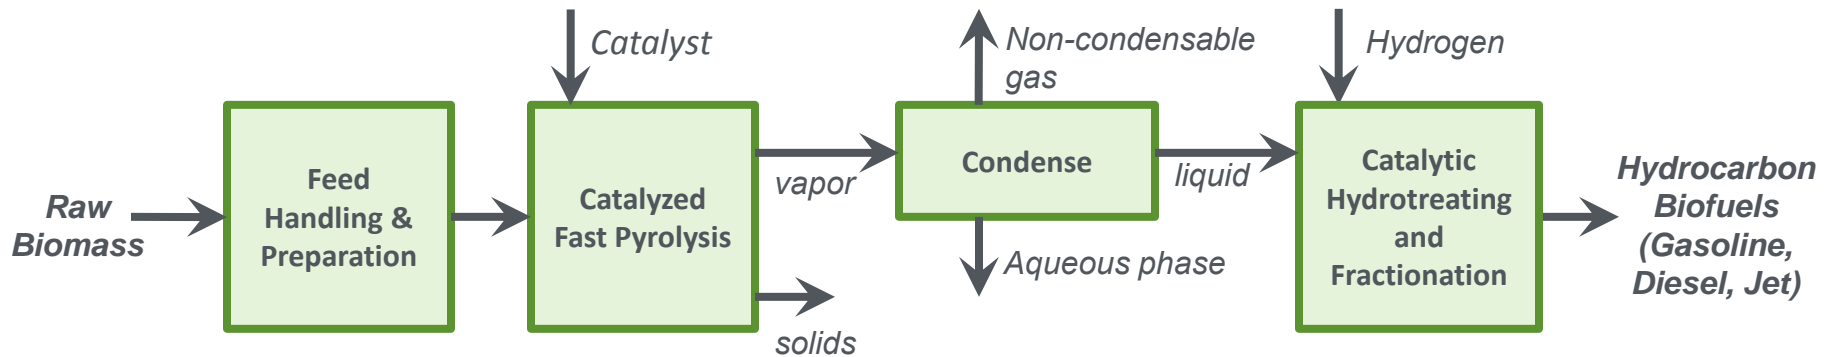 Raw
Biomass
Feed
Handling &
Preparation
Catalyst
Catalyzed
Fast Pyrolysis
vapor
solids
Non-condensable
gas
Condense
Aqueous phase
liquid
Hydrogen
Catalytic
Hydrotreating
and
Fractionation
Hydrocarbon
Biofuels
(Gasoline,
Diesel, Jet)